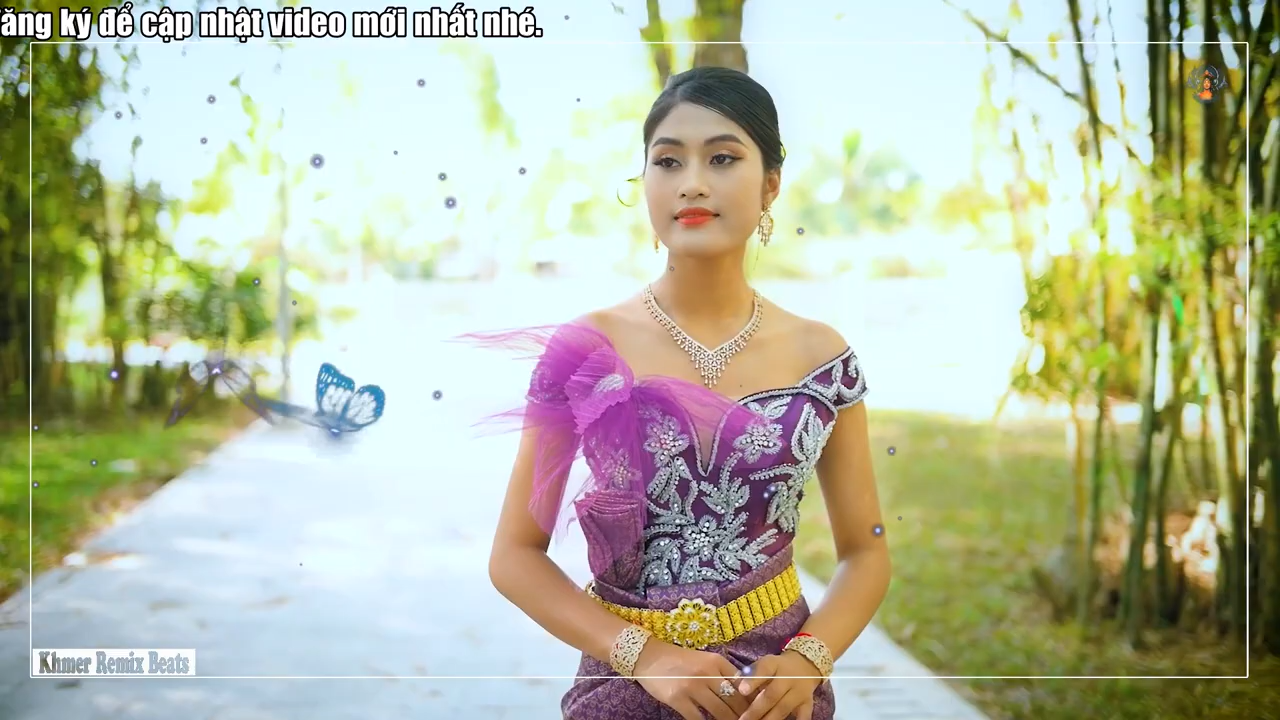 ăng ký để cập nhật video mới nhất nhé.
Khmer Remix Beats